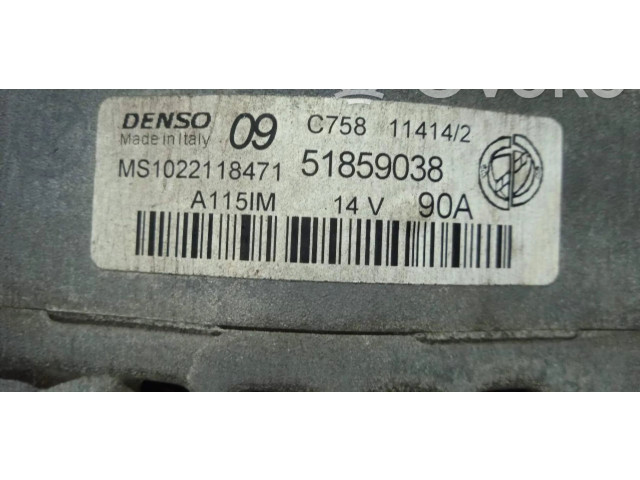 DENSO 09 C758 11414/2
Made in Italy
MS1022118471 51859038
A115IM 14 V 90A